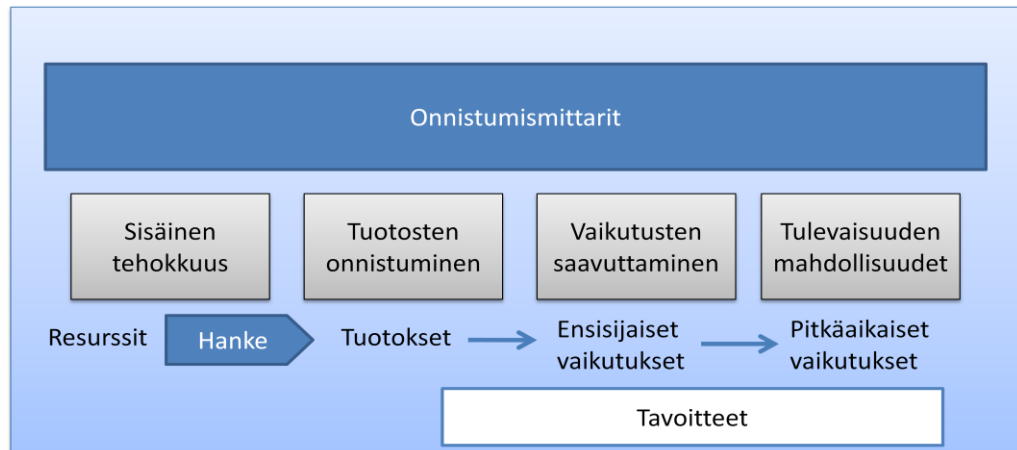 Onnistumismittarit
Sisäinen
tehokkuus
Tuotosten
onnistuminen
Vaikutusten
saavuttaminen
Tulevaisuuden
mahdollisuudet
Resurssit
Hanke
Tuotokset
Ensisijaiset
vaikutukset
Pitkäaikaiset
vaikutukset
Tavoitteet